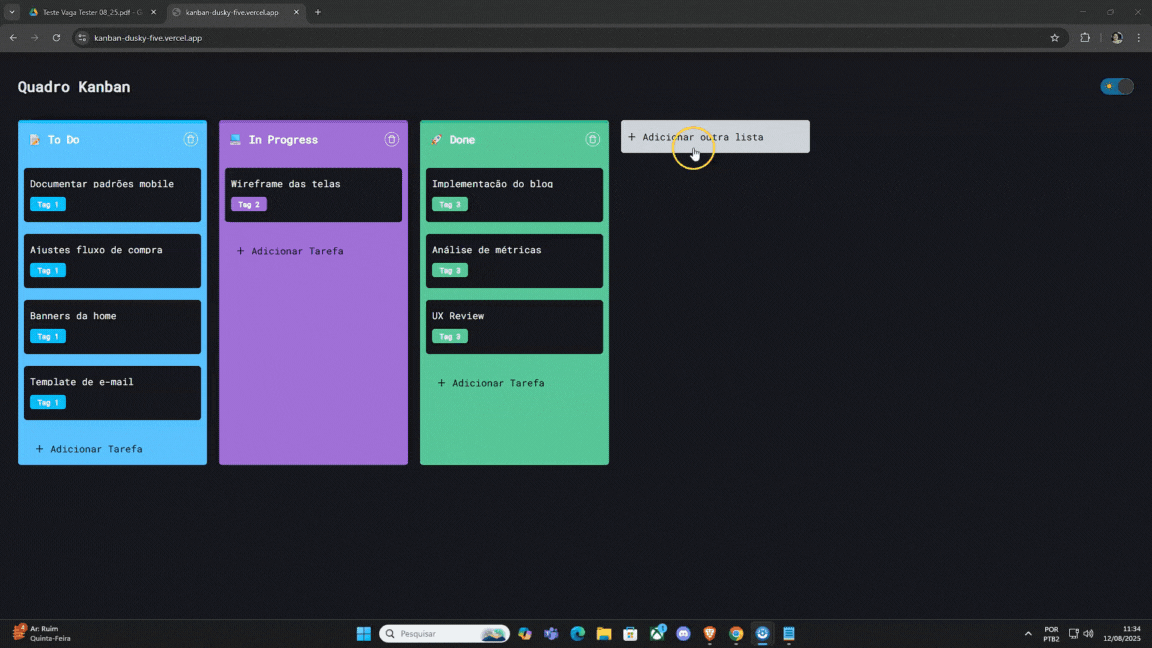 Teste Vaga Tester 08_25.pdf - G
kanban-dusky-five.vercel.app
kanban-dusky-five.vercel.app
Quadro Kanban
To Do
Documentar padrões mobile
Tag 1
Ajustes fluxo de compra
Tag 1
Banners da home
Tag 1
Template de e-mail
Tag 1
+ Adicionar Tarefa
In Progress
Wireframe das telas
Tag 2
+ Adicionar Tarefa
Done
Implementação do blog
Tag 3
Análise de métricas
Tag 3
UX Review
Tag 3
+ Adicionar Tarefa
+ Adicionar outra lista
Ar: Ruim
Quinta-Feira
Pesquisar
POR
PTB2
11:34
12/08/2025